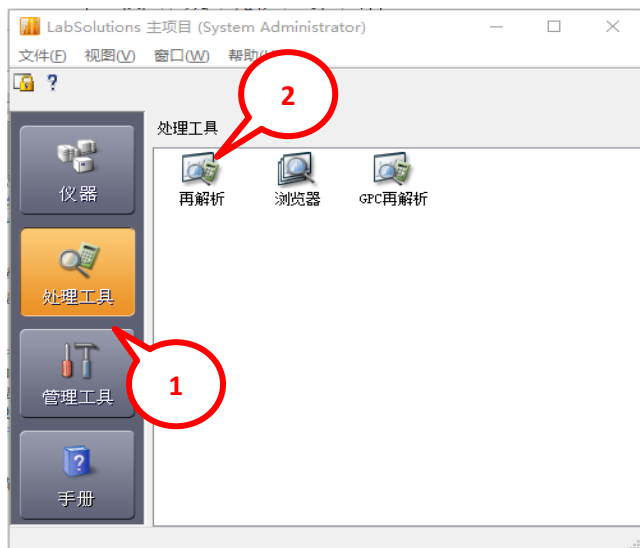 LabSolutions 主项目 (System Administrator)
文件(F) 视图(V) 窗口(W) 帮助
?
2
处理工具
仪器
再解析 浏览器 GPC再解析
处理工具
1
管理工具
?
手册